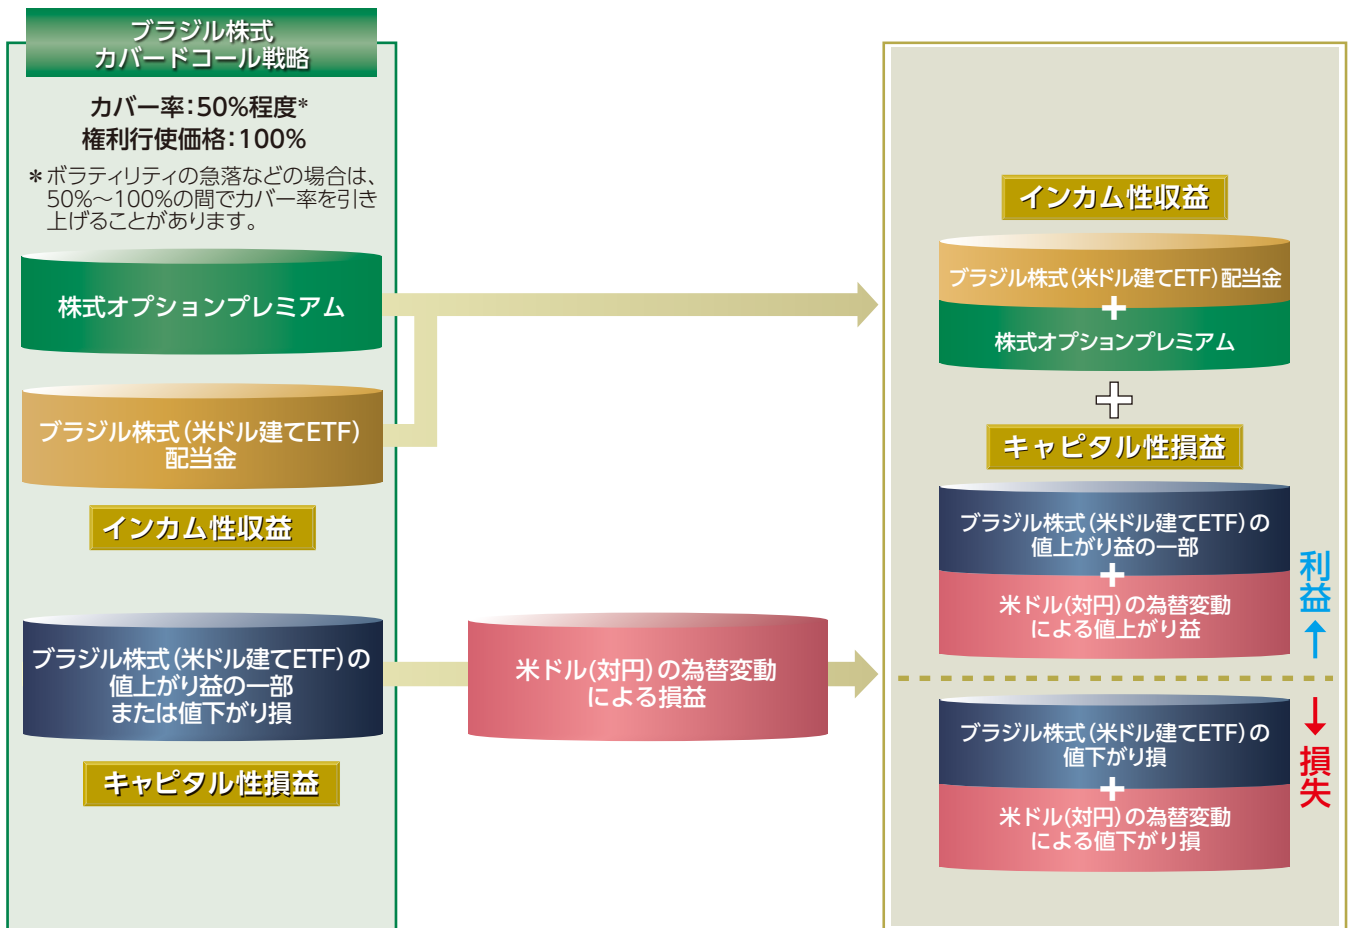 ブラジル株式
カバードコール戦略
カバー率：50%程度*
権利行使価格：100%
＊ボラティリティの急落などの場合は、
50%～100%の間でカバー率を引き
上げることがあります。
株式オプションプレミアム
ブラジル株式（米ドル建てETF）
配当金
インカム性収益
ブラジル株式（米ドル建てETF）の
値上がり益の一部
または値下がり損
キャピタル性損益
米ドル(対円)の為替変動
による損益
インカム性収益
ブラジル株式（米ドル建てETF）配当金
+
株式オプションプレミアム
+
キャピタル性損益
ブラジル株式（米ドル建てETF）の
値上がり益の一部
+
米ドル(対円)の為替変動
による値上がり益
利益↑
ブラジル株式（米ドル建てETF）の
値下がり損
+
米ドル(対円)の為替変動
による値下がり損
↓損失